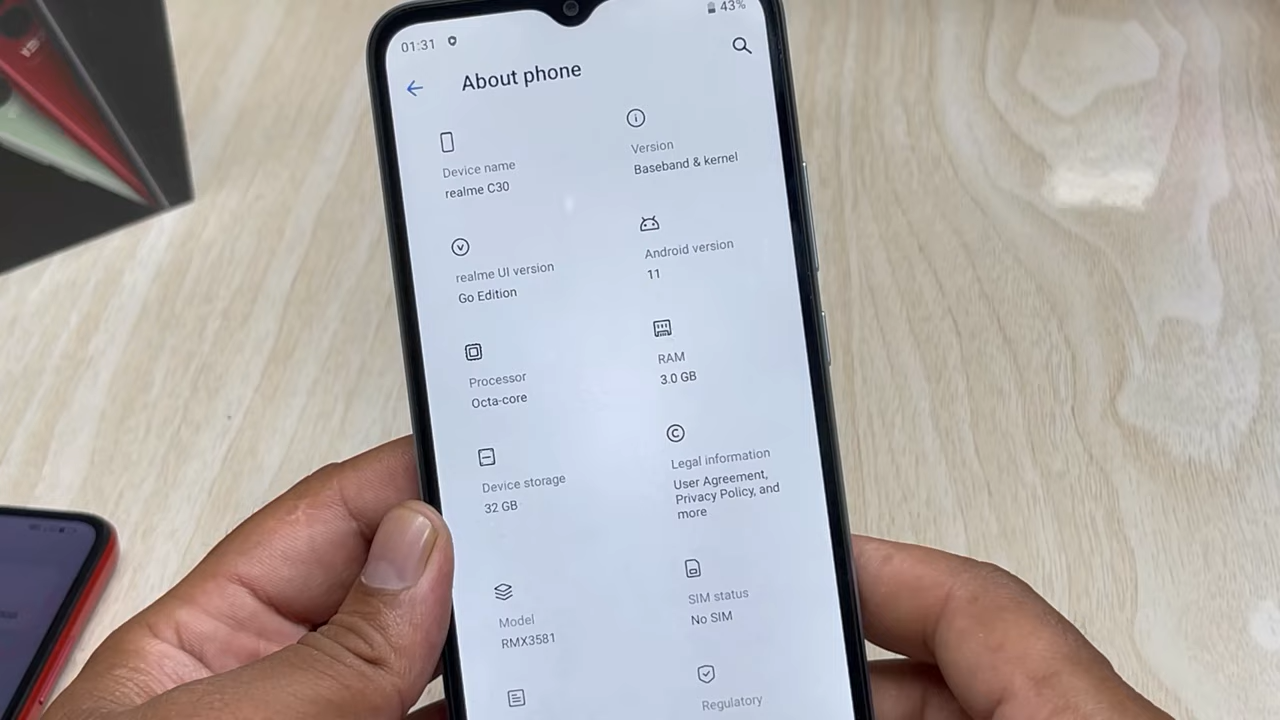 01:31
43%
About phone
Device name
realme C30
Version
Baseband & kernel
realme UI version
Go Edition
Android version
11
Processor
Octa-core
RAM
3.0 GB
Device storage
32 GB
Legal information
User Agreement,
Privacy Policy, and
more
Model
RMX3581
SIM status
No SIM
Regulatory